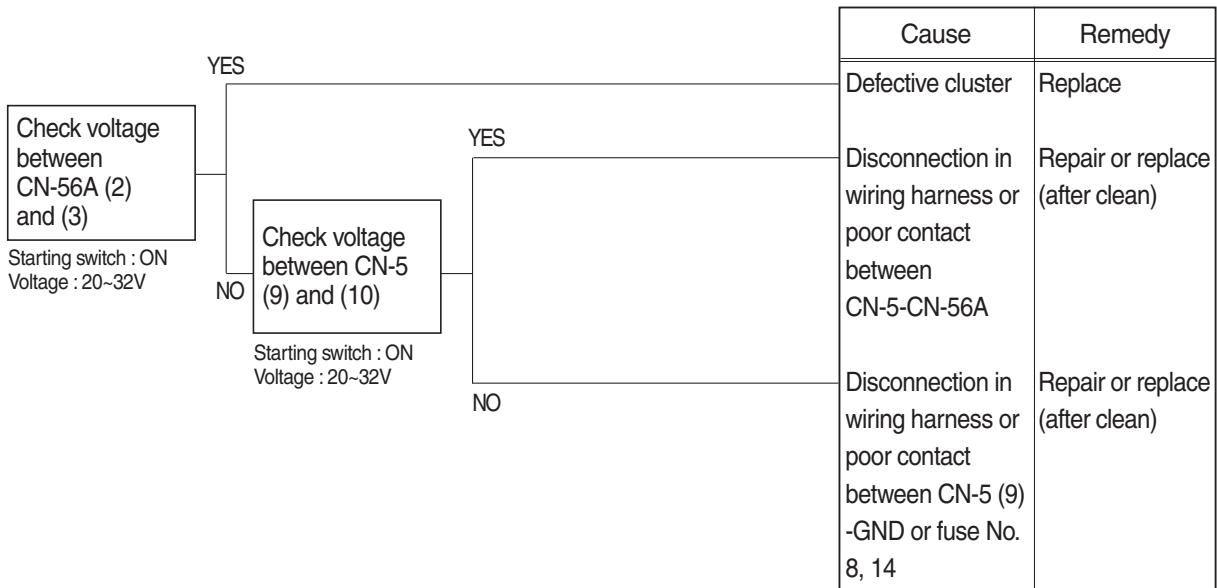 Cause
Remedy
YES
Defective cluster
Replace
Check voltage
between
CN-56A (2)
and (3)
Starting switch : ON
Voltage : 20~32V
YES
Disconnection in
wiring harness or
poor contact
between
CN-5-CN-56A
Repair or replace
(after clean)
NO
Check voltage
between CN-5
(9) and (10)
Starting switch : ON
Voltage : 20~32V
NO
Disconnection in
wiring harness or
poor contact
between CN-5 (9)
-GND or fuse No.
8, 14
Repair or replace
(after clean)